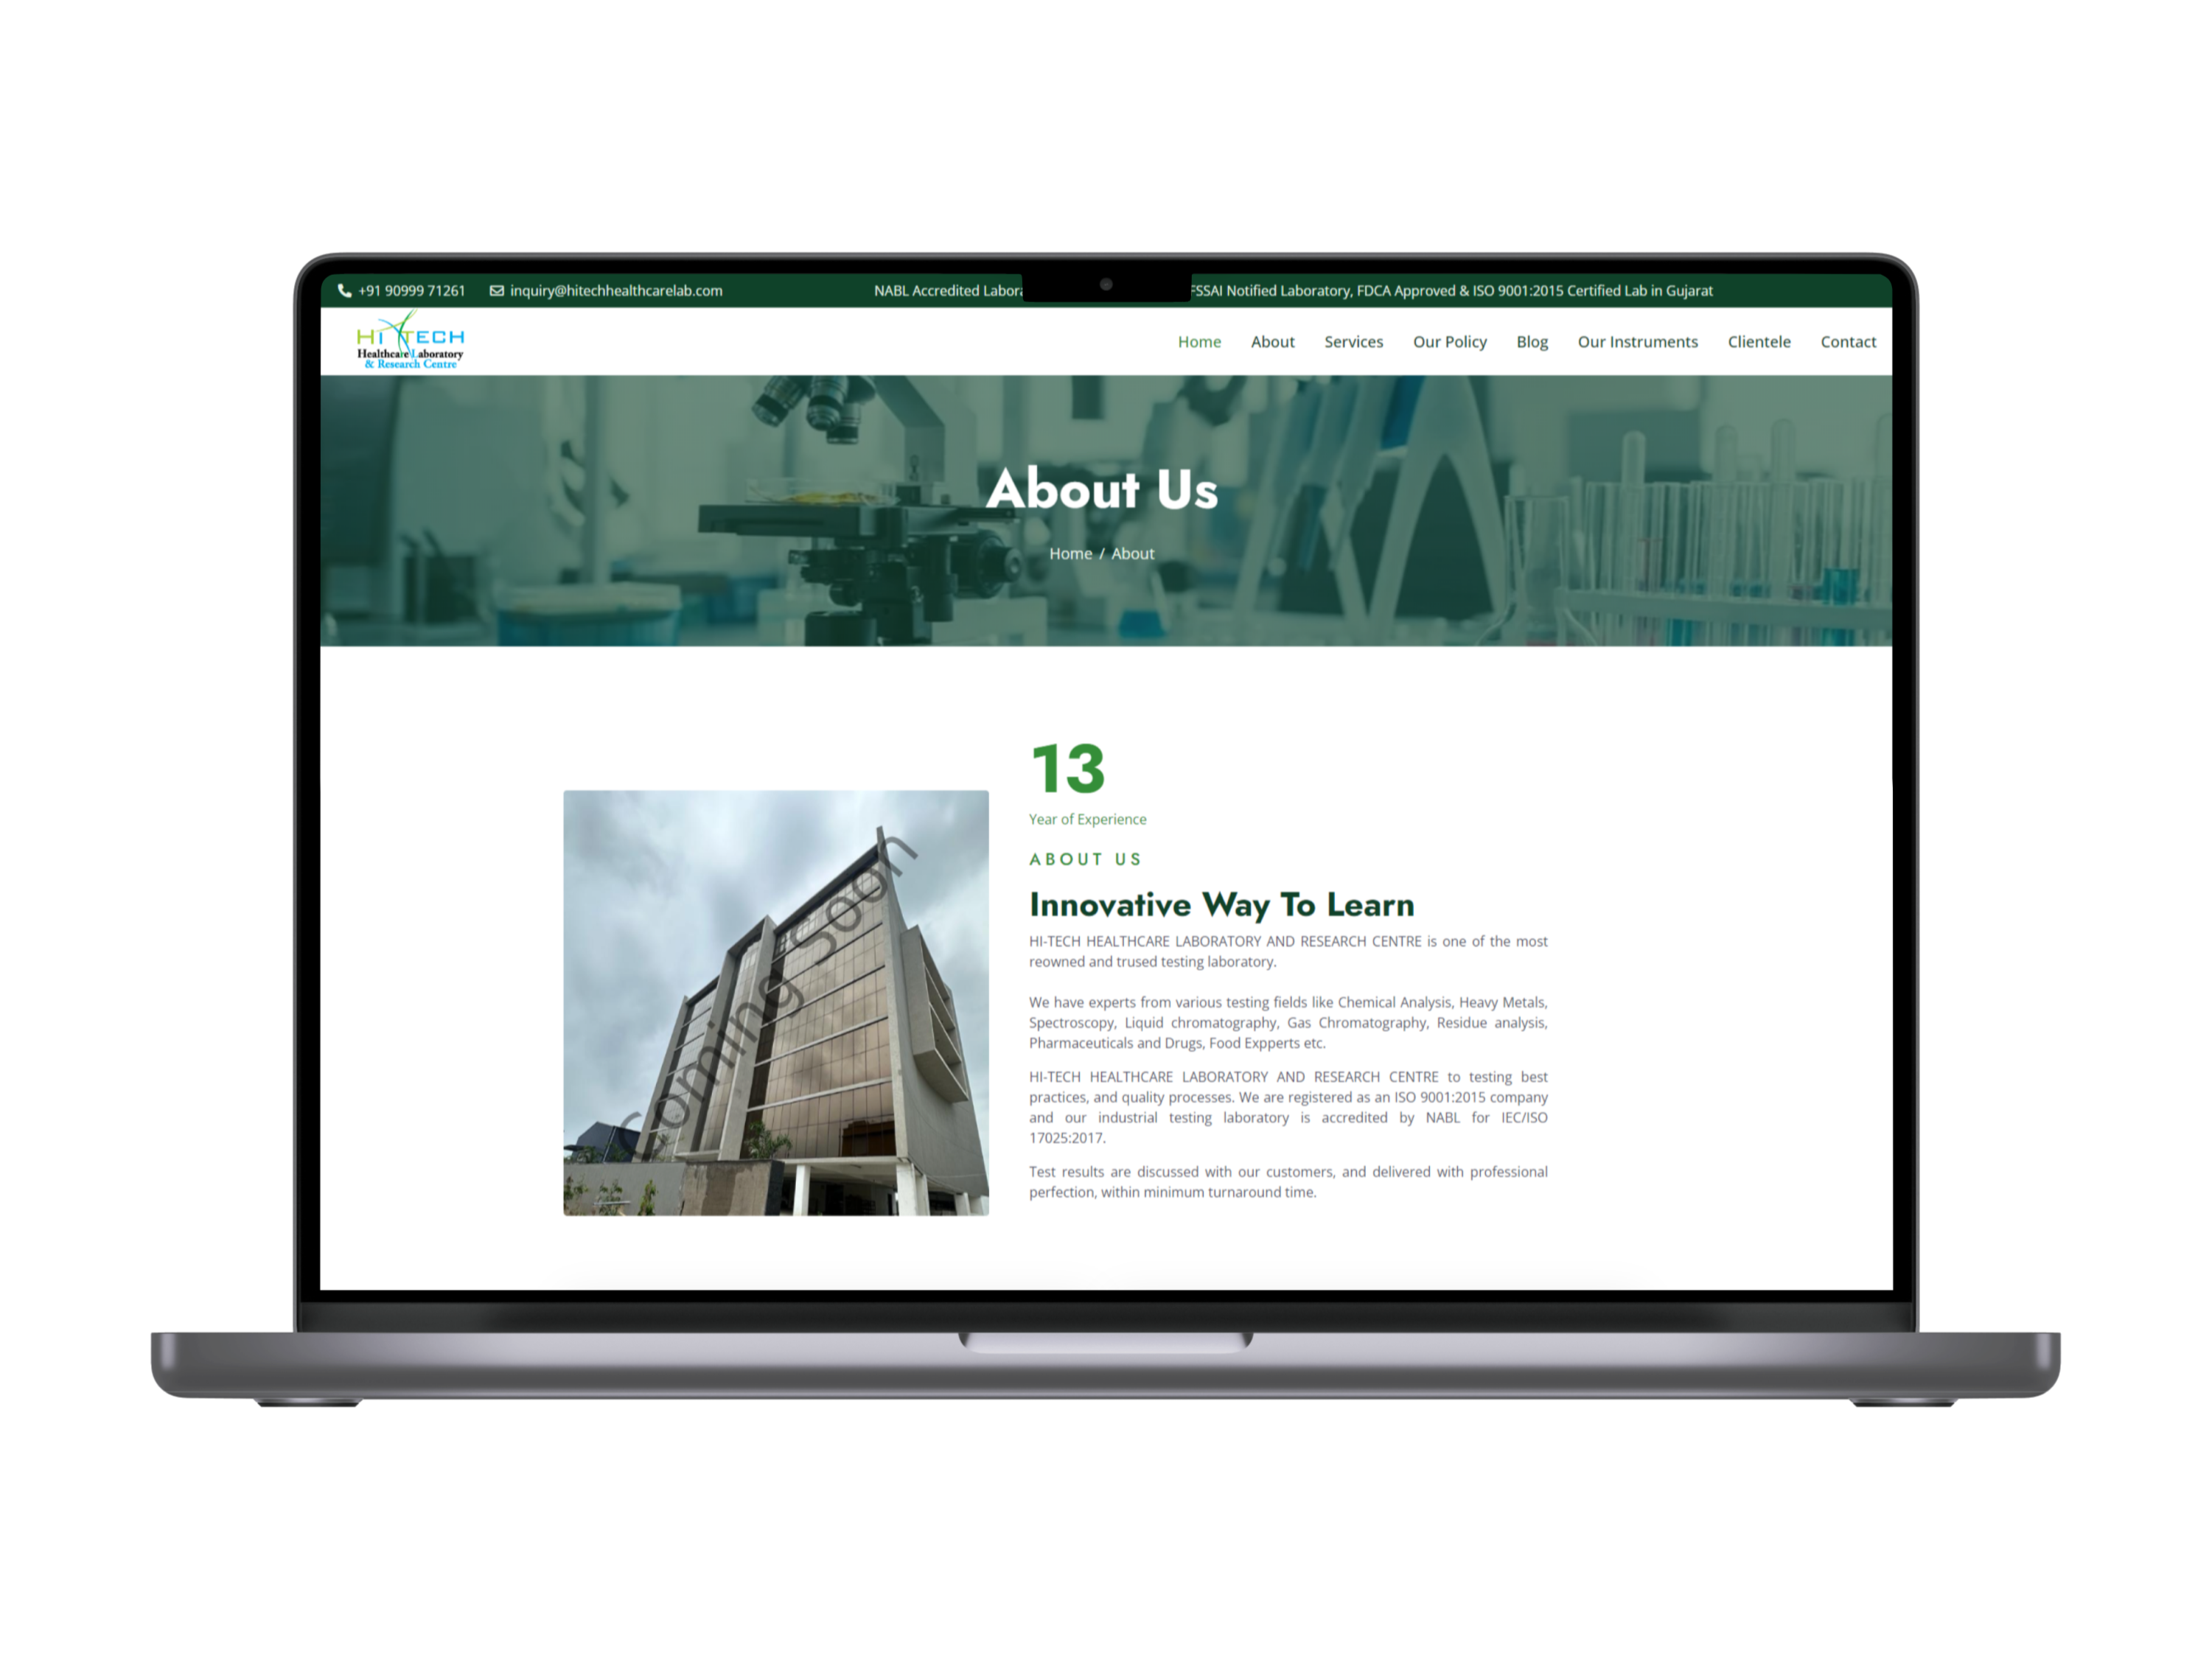 +91 90999 71261 inquiry@hitechhealthcarelab.com NABL Accredited FSSAI Notified Laboratory, FDCA Approved & ISO 9001:2015 Certified Lab in Gujarat
HI TECH
Healthcare Laboratory
& Research Centre
Home About Services Our Policy Blog Our Instruments Clientele Contact
About Us
Home / About
13
Year of Experience
ABOUT US
Innovative Way To Learn
HI-TECH HEALTHCARE LABORATORY AND RESEARCH CENTRE is one of the most
reowned and trused testing laboratory.
We have experts from various testing fields like Chemical Analysis, Heavy Metals,
Spectroscopy, Liquid chromatography, Gas Chromatography, Residue analysis,
Pharmaceuticals and Drugs, Food Expperts etc.
HI-TECH HEALTHCARE LABORATORY AND RESEARCH CENTRE to testing best
practices, and quality processes. We are registered as an ISO 9001:2015 company
and our industrial testing laboratory is accredited by NABL for IEC/ISO
17025:2017.
Test results are discussed with our customers, and delivered with professional
perfection, within minimum turnaround time.
Coming Soon